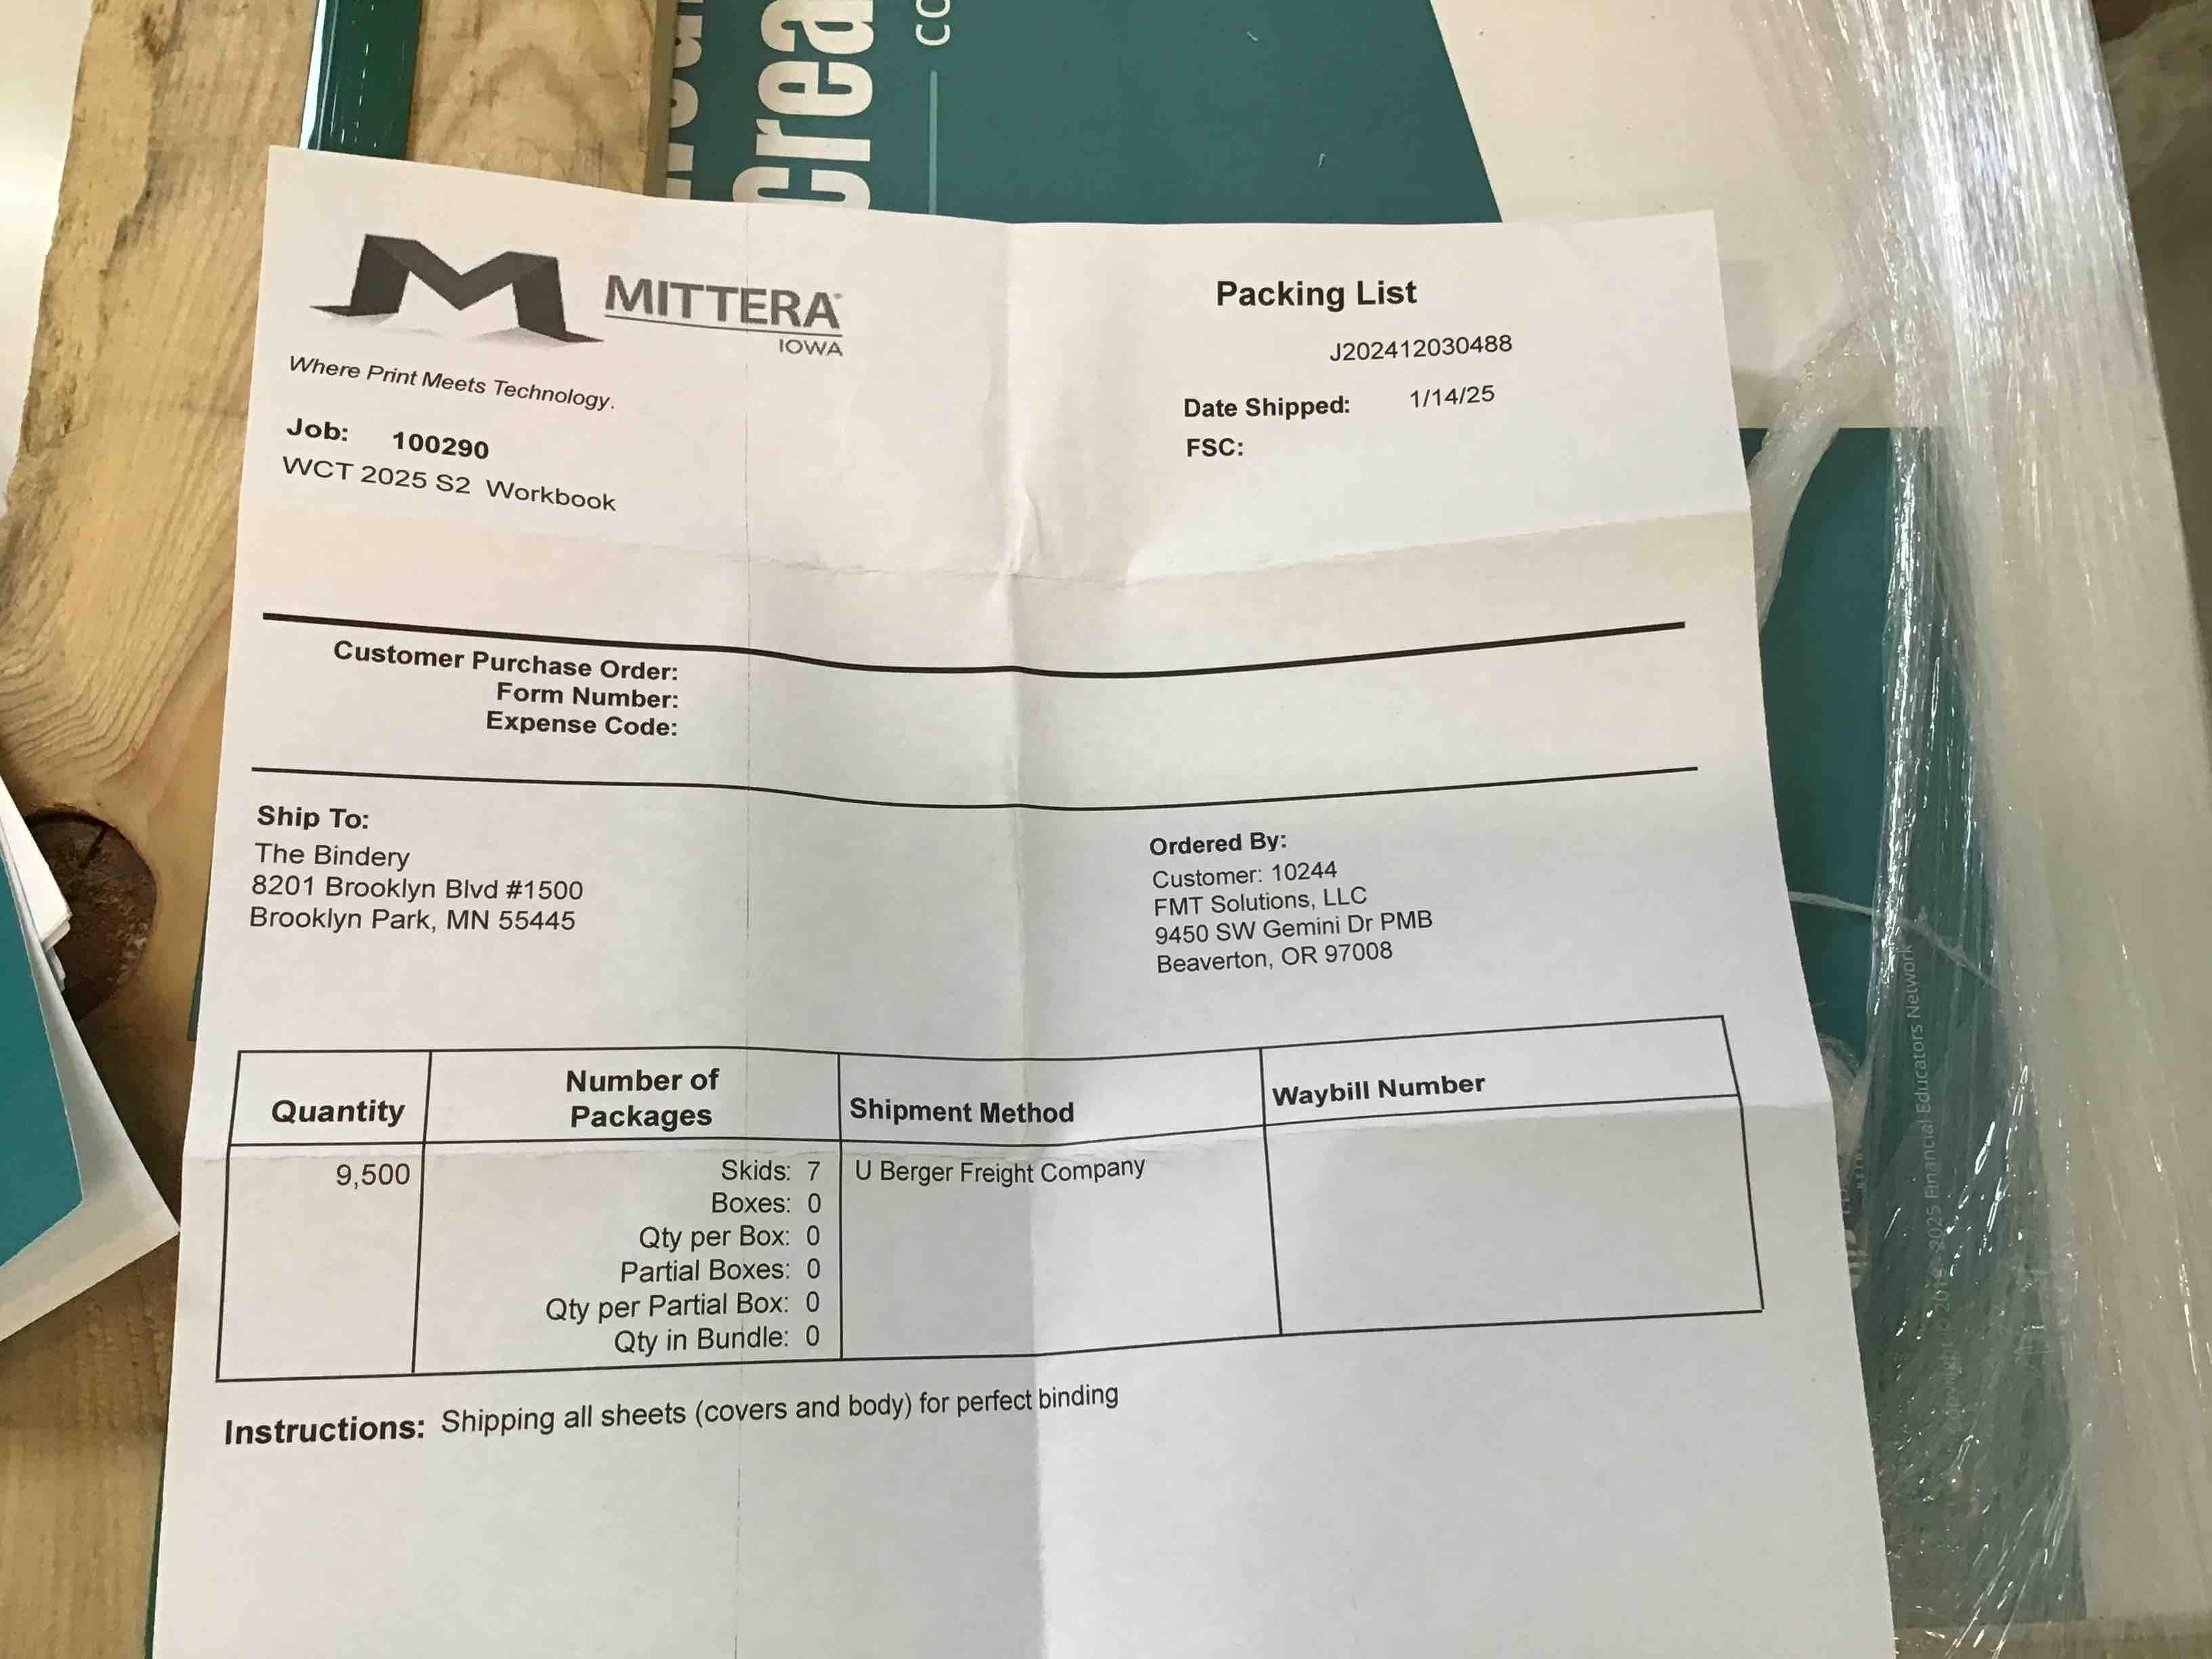 Crea
CO
MITTERA
IOWA
Where Print Meets Technology.
Job: 100290
WCT 2025 S2 Workbook
Packing List
J202412030488
Date Shipped: 1/14/25
FSC:
Customer Purchase Order:
Form Number:
Expense Code:
Ship To:
The Bindery
8201 Brooklyn Blvd #1500
Brooklyn Park, MN 55445
Ordered By:
Customer: 10244
FMT Solutions, LLC
9450 SW Gemini Dr PMB
Beaverton, OR 97008
Quantity
Number of
Packages
Shipment Method
Waybill Number
9,500
Skids: 7
Boxes: 0
Qty per Box: 0
Partial Boxes: 0
Qty per Partial Box: 0
Qty in Bundle: 0
U Berger Freight Company
Instructions: Shipping all sheets (covers and body) for perfect binding
2025 Financial Educators Network